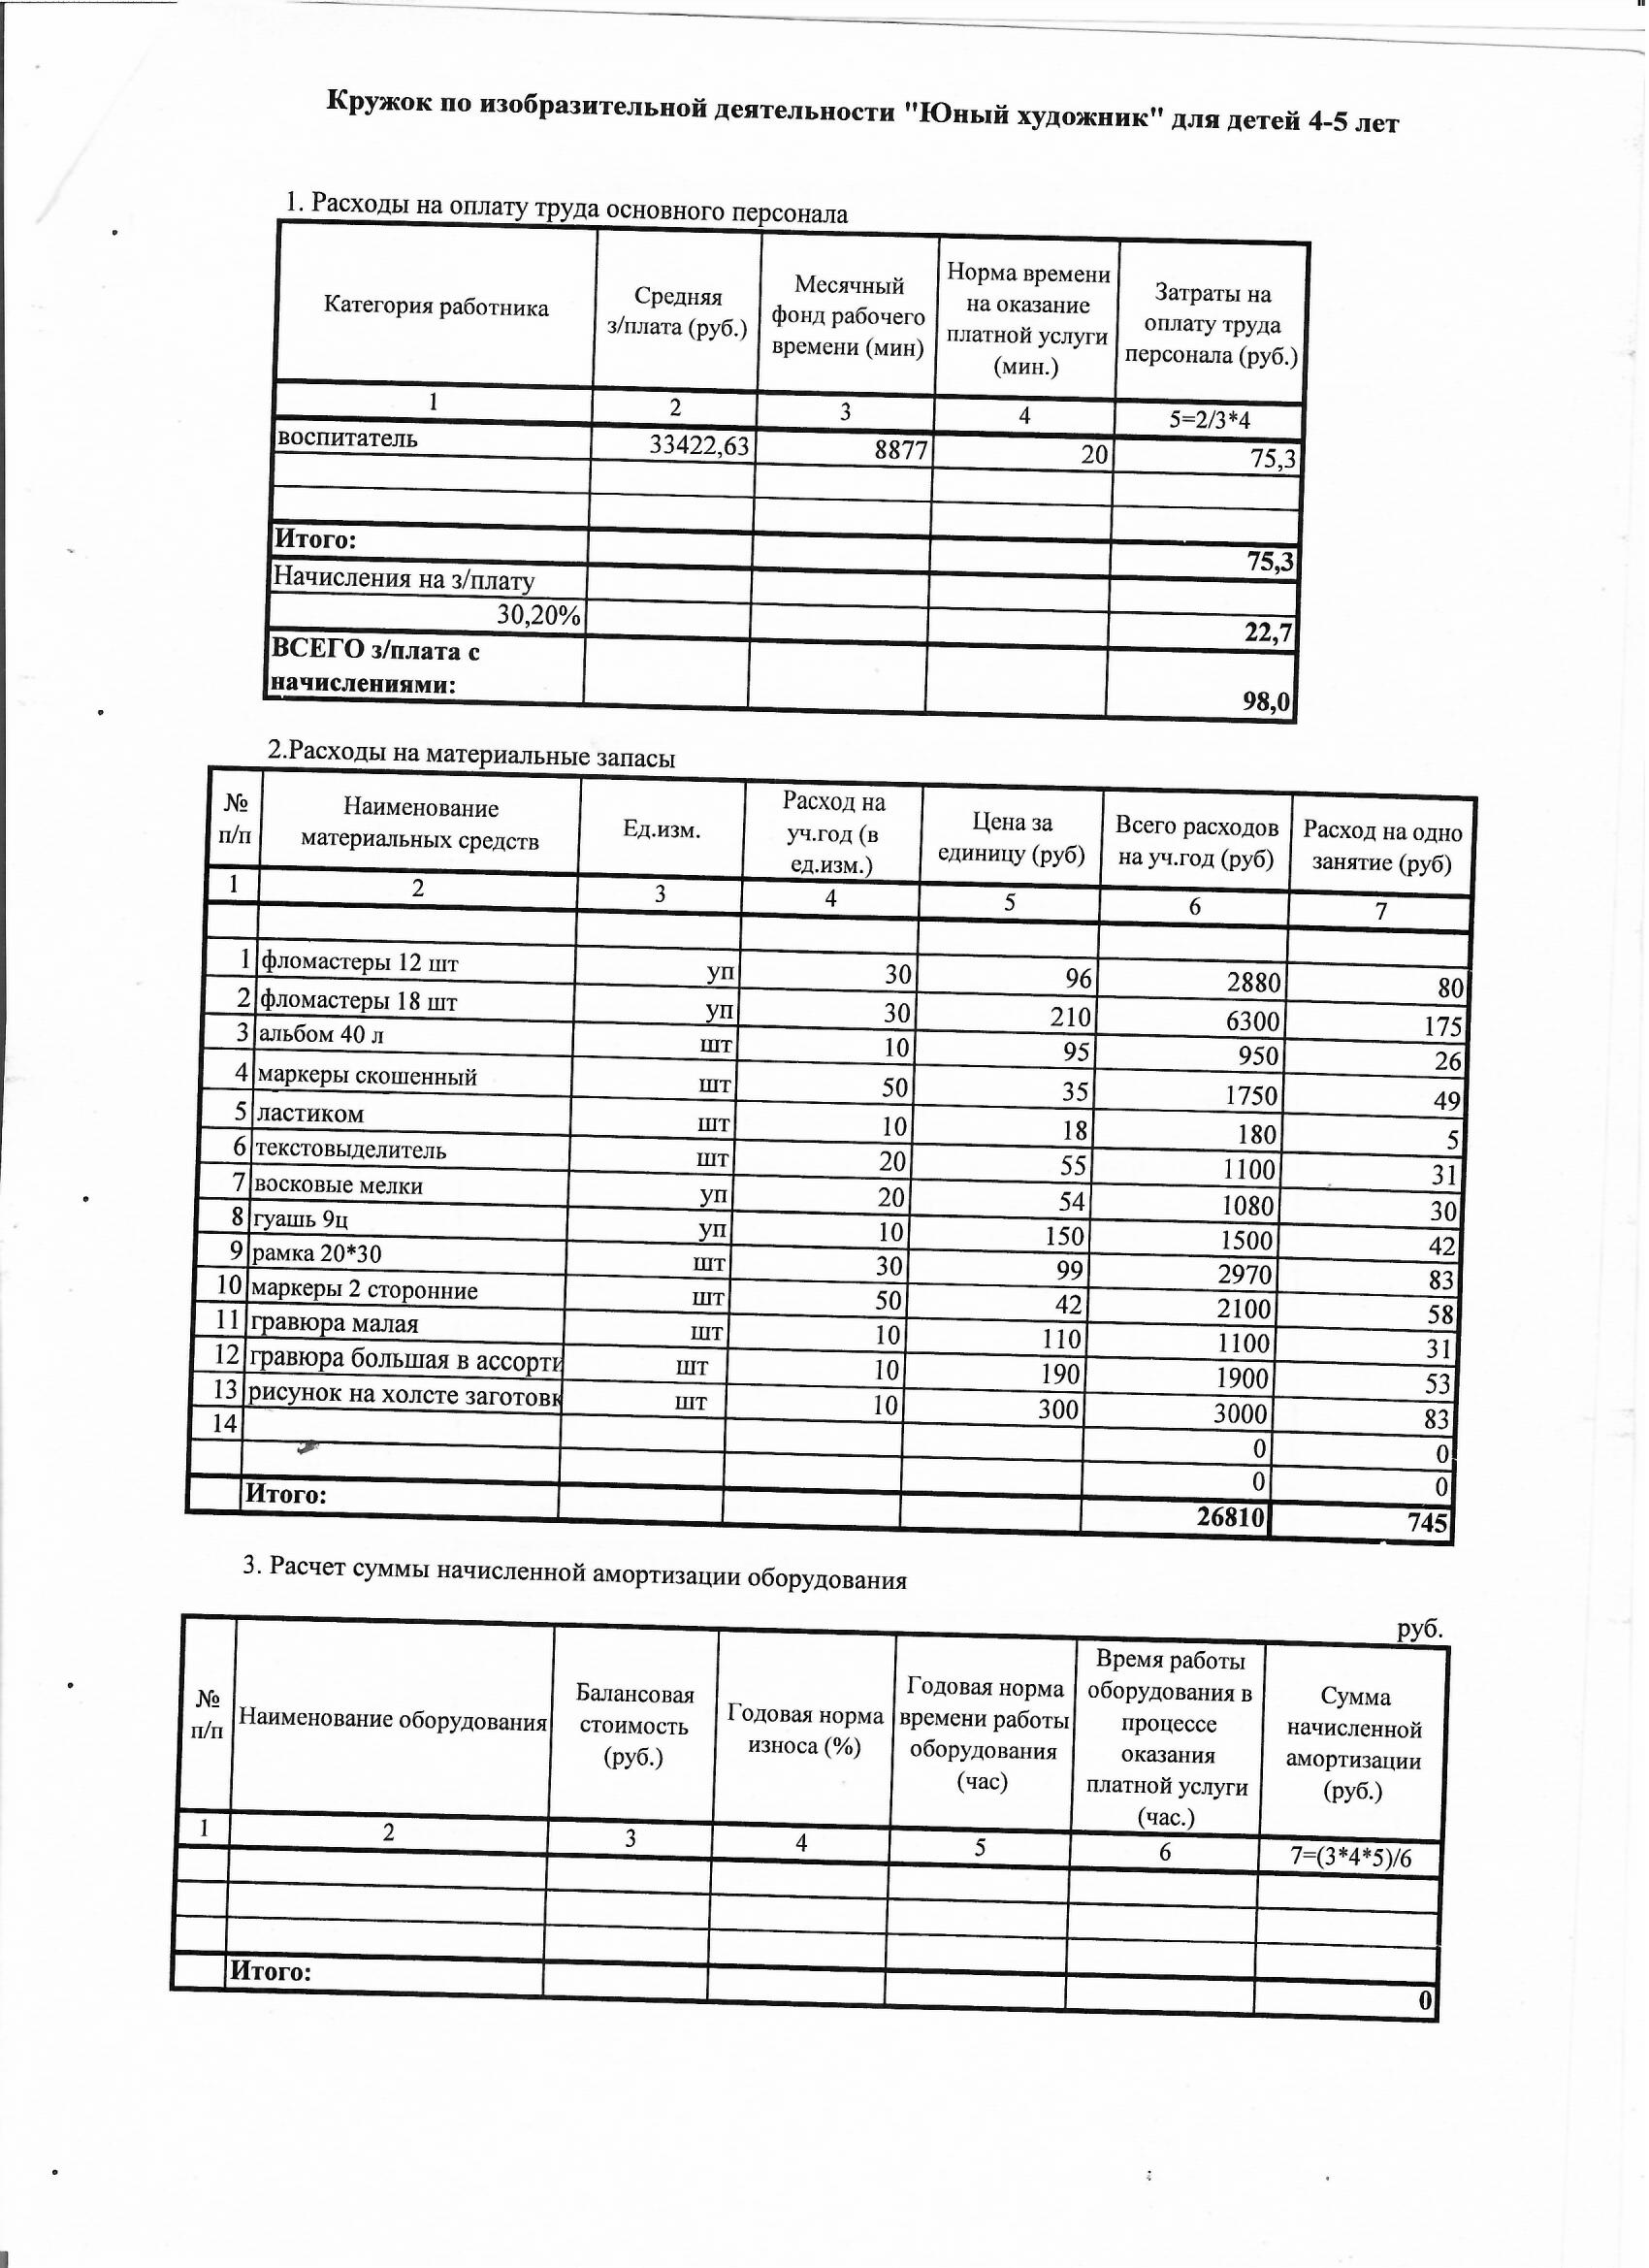 Кружок по изобразительной деятельности "Юный художник" для детей 4-5 лет
1. Расходы на оплату труда основного персонала
Категория работника Средняя з/плата (руб.) Месячный фонд рабочего времени (мин) Норма времени на оказание платной услуги (мин.) Затраты на оплату труда персонала (руб.)
1 2 3 4 5=2/3*4
воспитатель 33422,63 8877 20 75,3
Итого: 75,3
Начисления на з/плату
30,20% 22,7
ВСЕГО з/плата с начислениями: 98,0
2.Расходы на материальные запасы
№ п/п Наименование материальных средств Ед.изм. Расход на уч.год (в ед.изм.) Цена за единицу (руб) Всего расходов на уч.год (руб) Расход на одно занятие (руб)
1 2 3 4 5 6 7
1 фломастеры 12 шт уп 30 96 2880 80
2 фломастеры 18 шт уп 30 210 6300 175
3 альбом 40 л шт 10 95 950 26
4 маркеры скошенный шт 50 35 1750 49
5 ластиком шт 10 18 180 5
6 текстовыделитель шт 20 55 1100 31
7 восковые мелки уп 20 54 1080 30
8 гуашь 9ц уп 10 150 1500 42
9 рамка 20*30 шт 30 99 2970 83
10 маркеры 2 сторонние шт 50 42 2100 58
11 гравюра малая шт 10 110 1100 31
12 гравюра большая в ассорти шт 10 190 1900 53
13 рисунок на холсте заготовк шт 10 300 3000 83
14 0 0
0 0
Итого: 26810 745
3. Расчет суммы начисленной амортизации оборудования
руб.
№ п/п Наименование оборудования Балансовая стоимость (руб.) Годовая норма износа (%) Годовая норма времени работы оборудования (час) Время работы оборудования в процессе оказания платной услуги (час.) Сумма начисленной амортизации (руб.)
1 2 3 4 5 6 7=(3*4*5)/6
Итого: 0